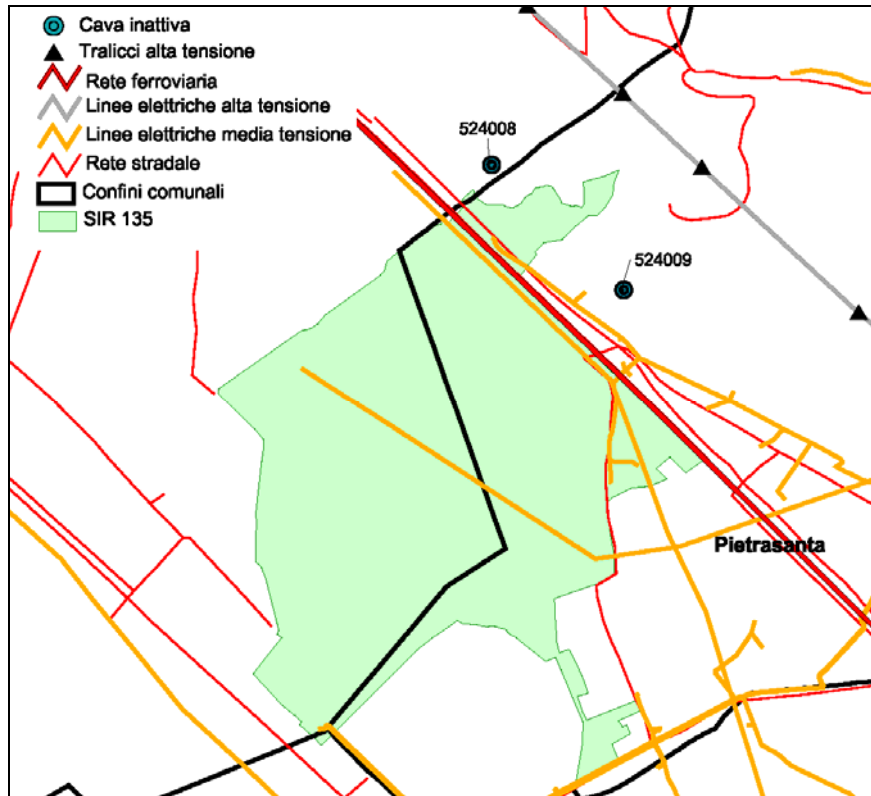 Cava inattiva
Tralicci alta tensione
Rete ferroviaria
Linee elettriche alta tensione
Linee elettriche media tensione
Rete stradale
Confini comunali
SIR 135
524008
524009
Pietrasanta